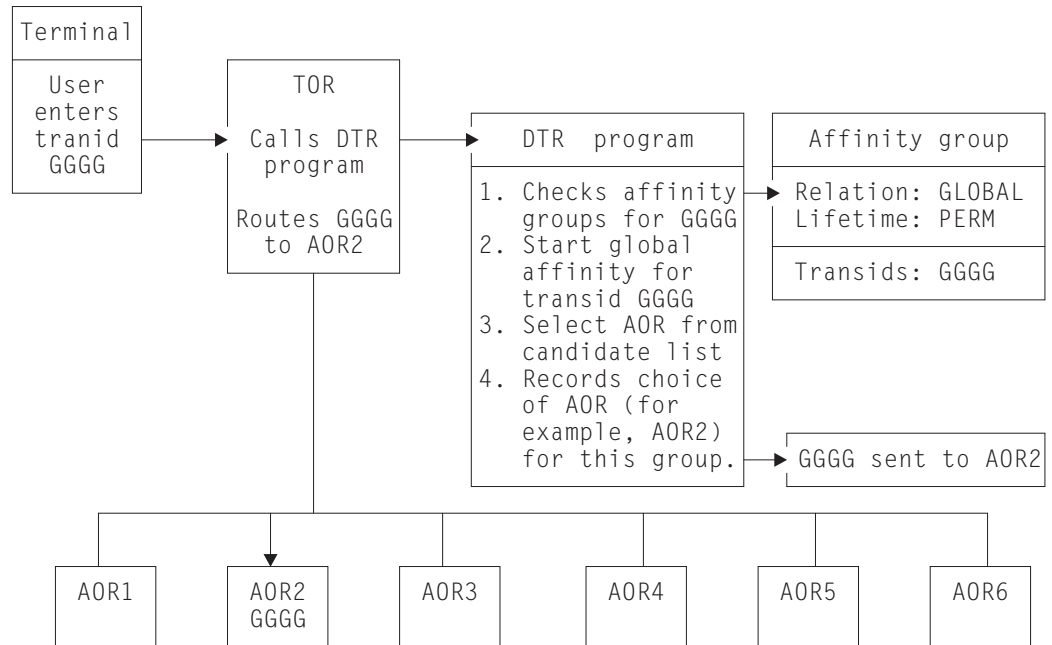 Terminal
User
enters
tranid
GGGG
TOR
Calls DTR
program
Routes GGGG
to AOR2
DTR program
1. Checks affinity
groups for GGGG
2. Start global
affinity for
transid GGGG
3. Select AOR from
candidate list
4. Records choice
of AOR (for
example, AOR2)
for this group.
Affinity group
Relation: GLOBAL
Lifetime: PERM
Transids: GGGG
GGGG sent to AOR2
AOR1
AOR2
GGGG
AOR3
AOR4
AOR5
AOR6